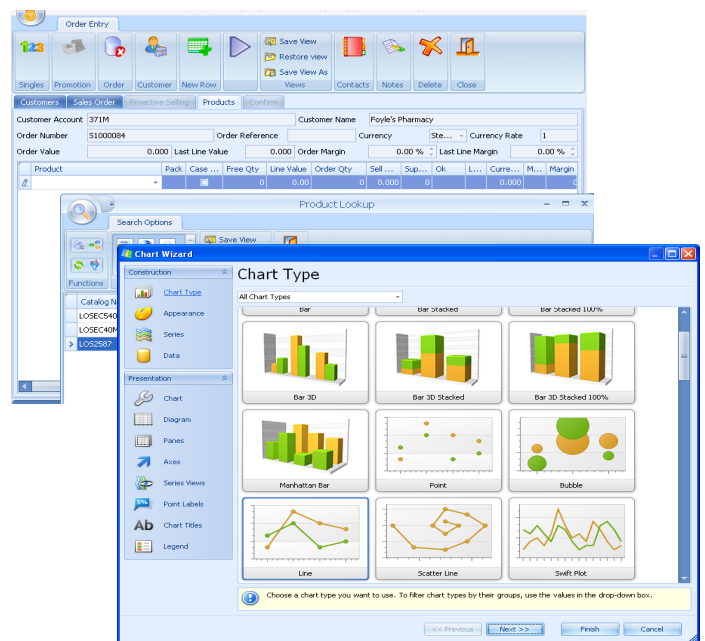 Order Entry
123
Singles Promotion Order Customer New Row
Save View
Restore view
Save View As
Views
Contacts Notes Delete Close
Customers Sales Order Proactive Selling Products Confirm
Customer Account 371M Customer Name Foyle's Pharmacy
Order Number S1000084 Order Reference Currency Ste... Currency Rate 1
Order Value 0.000 Last Line Value 0.000 Order Margin 0.00 % Last Line Margin 0.00 %
Product Pack Case ... Free Qty Line Value Order Qty Sell ... Sup... Ok L... Curre... M... Margin
0 0.00 0 0.000 0 0.000 0
Product Lookup
Search Options
Save View
Functions
Catalog N
LOSEC540
LOSEC40M
LOS2587
Chart Wizard
Construction
Chart Type
Appearance
Series
Data
Presentation
Chart
Diagram
Panes
Axes
Series Views
5% Point Labels
Ab Chart Titles
Legend
Chart Type
All Chart Types
Bar Bar Stacked Bar Stacked 100%
Bar 3D Bar 3D Stacked Bar 3D Stacked 100%
Manhattan Bar Point Bubble
Line Scatter Line Swift Plot
Choose a chart type you want to use. To filter chart types by their groups, use the values in the drop-down box.
<< Previous Next >> Finish Cancel